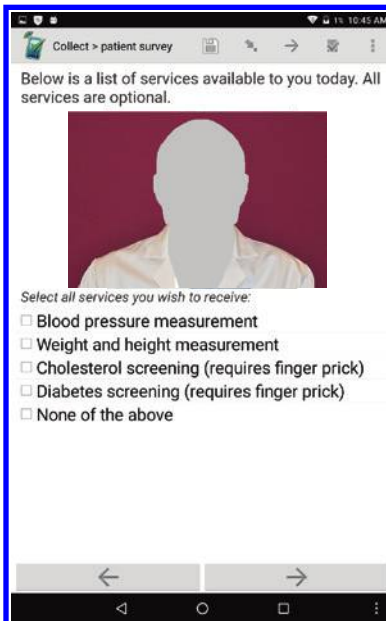 1% 10:45 AM
Collect > patient survey
Below is a list of services available to you today. All
services are optional.
Select all services you wish to receive:
Blood pressure measurement
Weight and height measurement
Cholesterol screening (requires finger prick)
Diabetes screening (requires finger prick)
None of the above